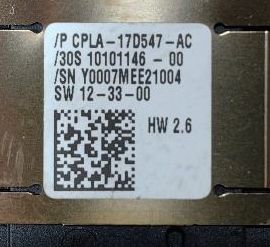 /P CPLA-17D547-AC
/30S 10101146 - 00
/SN Y0007MEE21004
SW 12-33-00
HW 2.6